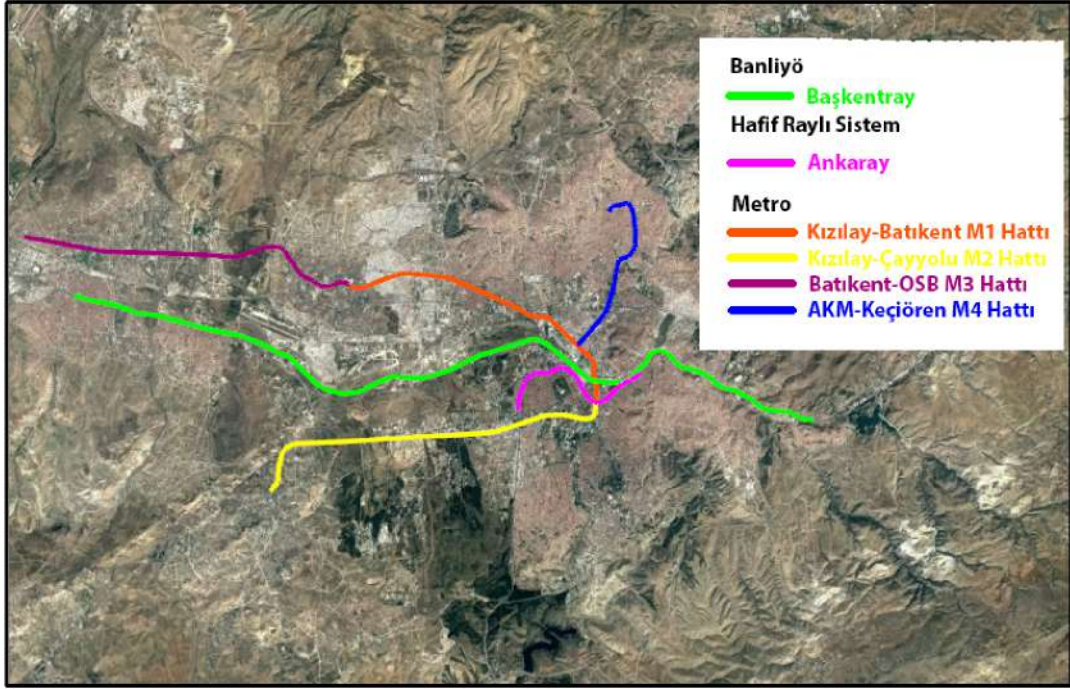 Banliyö
Başkentray
Hafif Raylı Sistem
Ankaray
Metro
Kızılay-Batıkent M1 Hattı
Kızılay-Çayyolu M2 Hattı
Batıkent-OSB M3 Hattı
AKM-Keçiören M4 Hattı